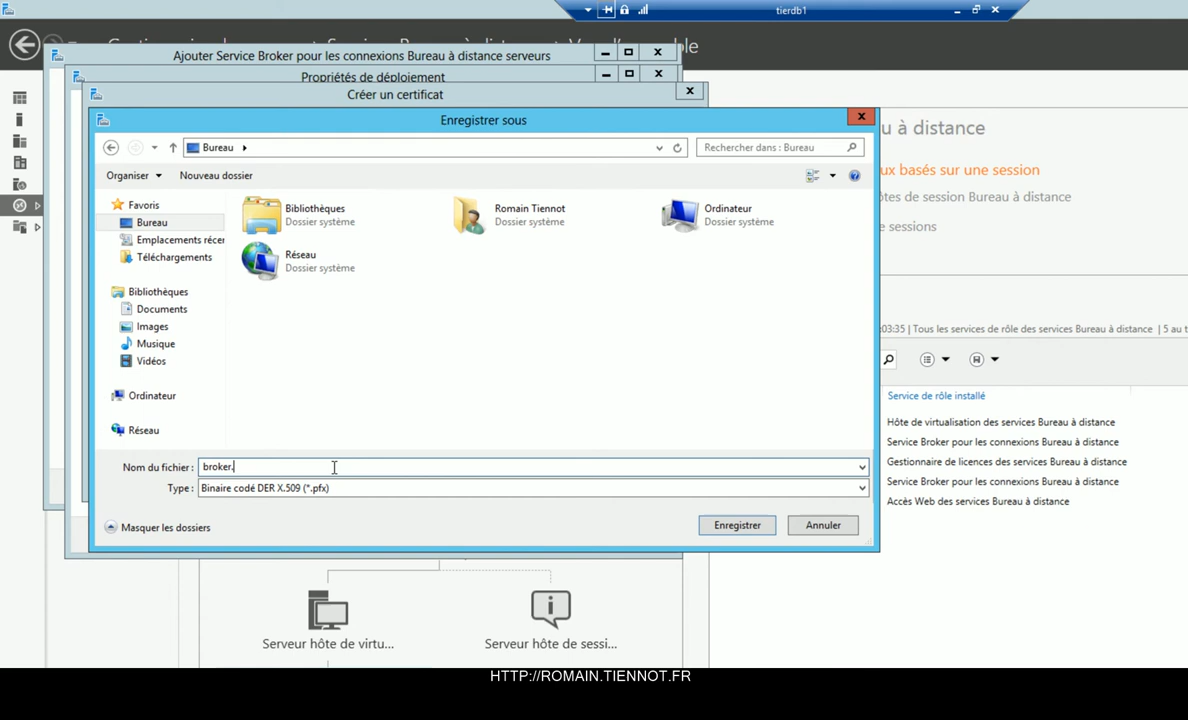 tierdb1
Ajouter Service Broker pour les connexions Bureau à distance serveurs
Propriétés de déploiement
Créer un certificat
Enregistrer sous
Bureau
Rechercher dans : Bureau
Organiser
Nouveau dossier
Favoris
Bureau
Emplacements récer
Téléchargements
Bibliothèques
Documents
Images
Musique
Vidéos
Ordinateur
Réseau
Bibliothèques
Dossier système
Romain Tiennot
Dossier système
Ordinateur
Dossier système
Réseau
Dossier système
Nom du fichier :
broker.
Type :
Binaire codé DER X.509 (*.pfx)
Masquer les dossiers
Enregistrer
Annuler
u à distance
ux basés sur une session
ôtes de session Bureau à distance
e sessions
:03:35 | Tous les services de rôle des services Bureau à distance | 5 au t
Service de rôle installé
Hôte de virtualisation des services Bureau à distance
Service Broker pour les connexions Bureau à distance
Gestionnaire de licences des services Bureau à distance
Service Broker pour les connexions Bureau à distance
Accès Web des services Bureau à distance
Serveur hôte de virtu...
Serveur hôte de sessi...
HTTP://ROMAIN.TIENNOT.FR